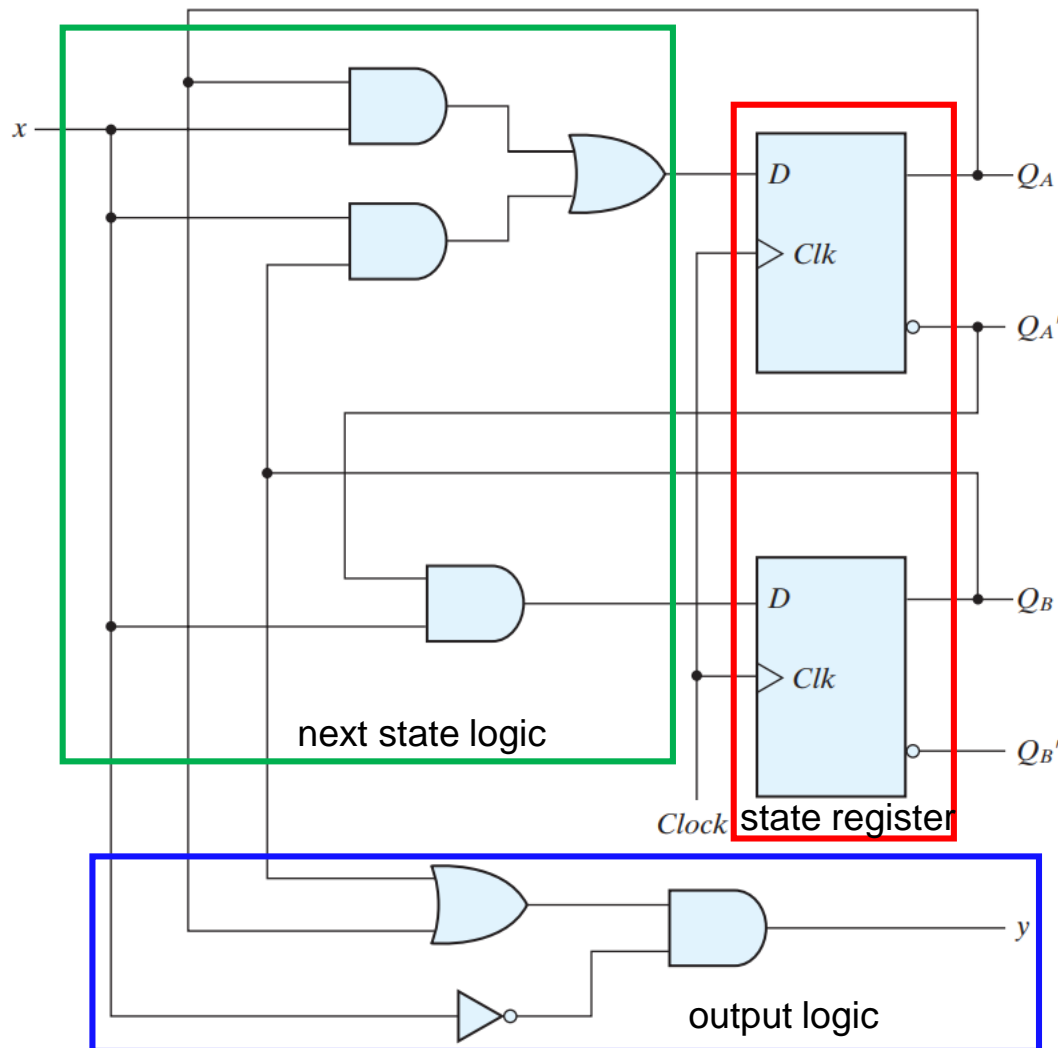 x
D
Q_A
Clk
Q_A'
D
Q_B
Clk
next state logic
Q_B'
Clock
state register
y
output logic